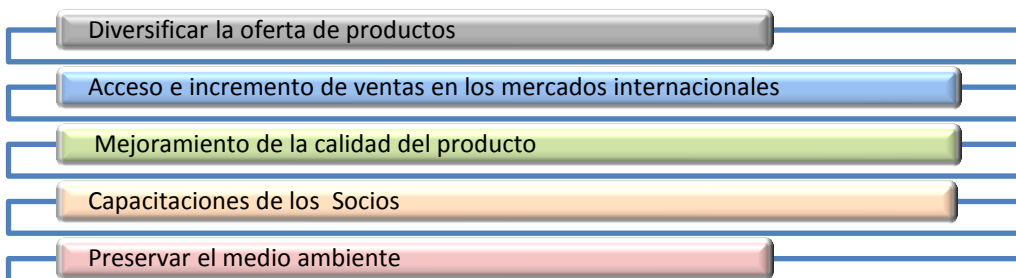 Diversificar la oferta de productos
Acceso e incremento de ventas en los mercados internacionales
Mejoramiento de la calidad del producto
Capacitaciones de los Socios
Preservar el medio ambiente